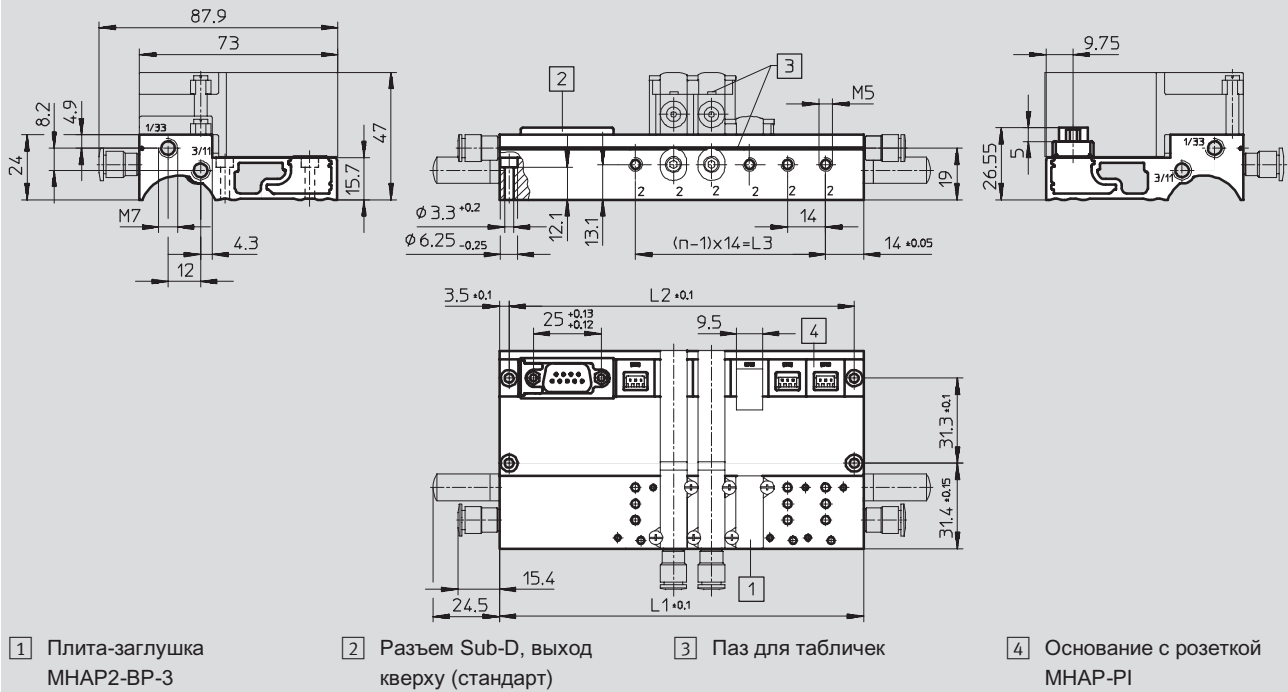 87.9
73
8.2
4.9
24
1/33
3/11
47
15.7
M7
4.3
12
2
3
M5
2 2 2 2 2 2
19
12.1
13.1
ϕ 3.3 +0.2
ϕ 6.25 -0.25
14
(n-1)x14=L3
14 ±0.05
9.75
26.55
5
1/33
3/11
3.5 ±0.1
L2 ±0.1
25 +0.13 +0.12
9.5
4
31.3 ±0.1
31.4 ±0.15
15.4
24.5
L1 ±0.1
1
1 Плита-заглушка
MHAP2-BP-3
2 Разъем Sub-D, выход
кверху (стандарт)
3 Паз для табличек
4 Основание с розеткой
MHAP-PI